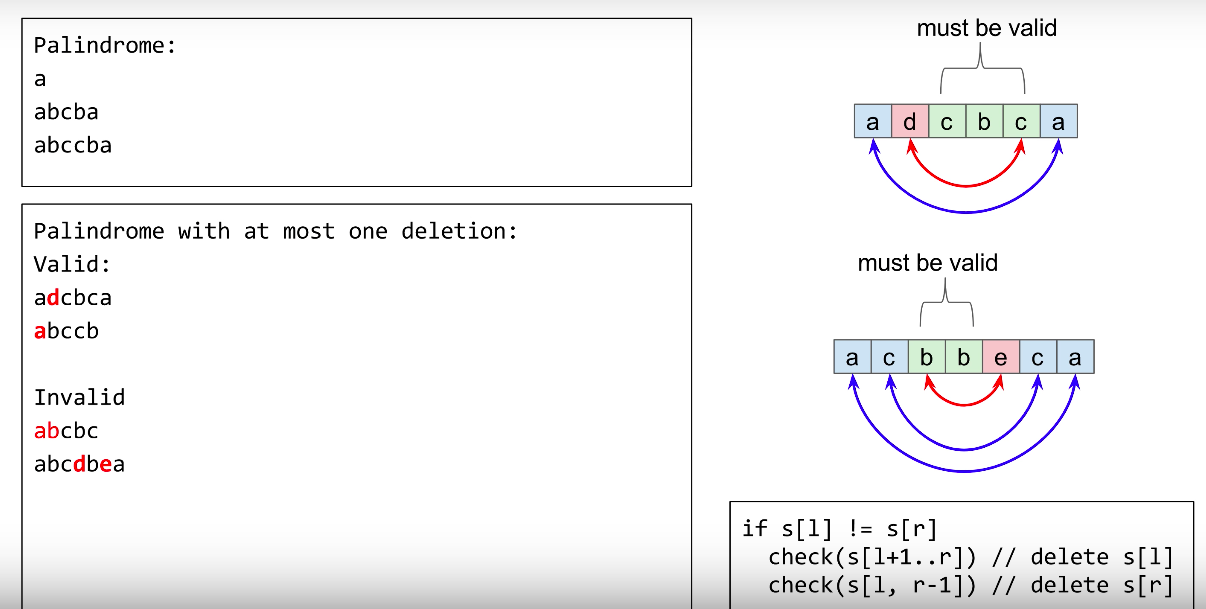 Palindrome:
a
abcba
abccba
Palindrome with at most one deletion:
Valid:
adcbca
abccb
Invalid
abcbc
abcdbea
must be valid
a d c b c a
must be valid
a c b b e c a
if s[l] != s[r]
check(s[l+1..r]) // delete s[l]
check(s[l, r-1]) // delete s[r]